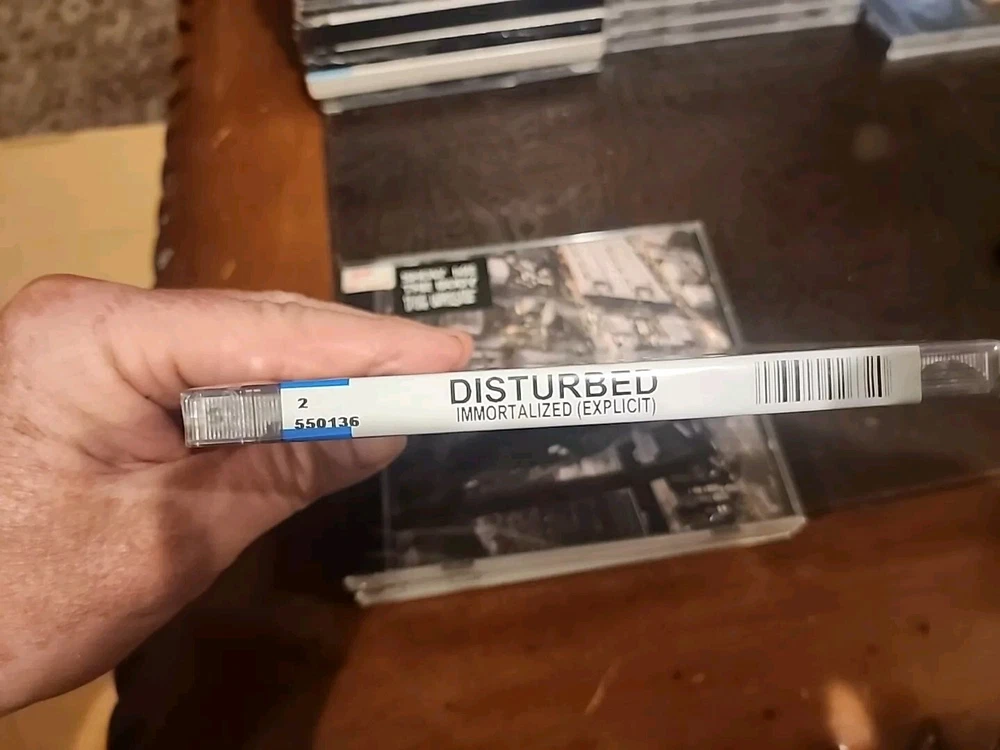 2
550136
DISTURBED
IMMORTALIZED (EXPLICIT)